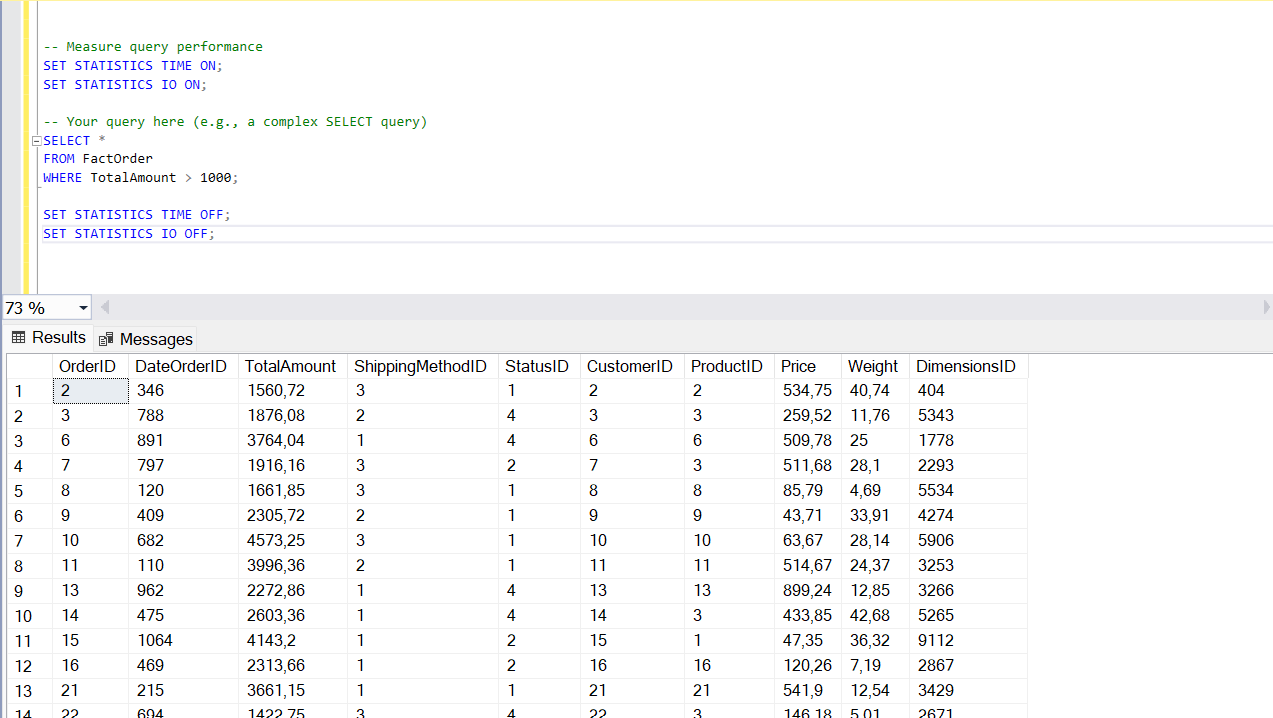 -- Measure query performance
SET STATISTICS TIME ON;
SET STATISTICS IO ON;
-- Your query here (e.g., a complex SELECT query)
SELECT *
FROM FactOrder
WHERE TotalAmount > 1000;
SET STATISTICS TIME OFF;
SET STATISTICS IO OFF;
73 %
Results Messages
OrderID DateOrderID TotalAmount ShippingMethodID StatusID CustomerID ProductID Price Weight DimensionsID
1 2 346 1560,72 3 1 2 2 534,75 40,74 404
2 3 788 1876,08 2 4 3 3 259,52 11,76 5343
3 6 891 3764,04 1 4 6 6 509,78 25 1778
4 7 797 1916,16 3 2 7 3 511,68 28,1 2293
5 8 120 1661,85 3 1 8 8 85,79 4,69 5534
6 9 409 2305,72 2 1 9 9 43,71 33,91 4274
7 10 682 4573,25 3 1 10 10 63,67 28,14 5906
8 11 110 3996,36 2 1 11 11 514,67 24,37 3253
9 13 962 2272,86 1 4 13 13 899,24 12,85 3266
10 14 475 2603,36 1 4 14 3 433,85 42,68 5265
11 15 1064 4143,2 1 2 15 1 47,35 36,32 9112
12 16 469 2313,66 1 2 16 16 120,26 7,19 2867
13 21 215 3661,15 1 1 21 21 541,9 12,54 3429
14 22 694 1422,75 3 4 22 3 146,18 5,01 2671